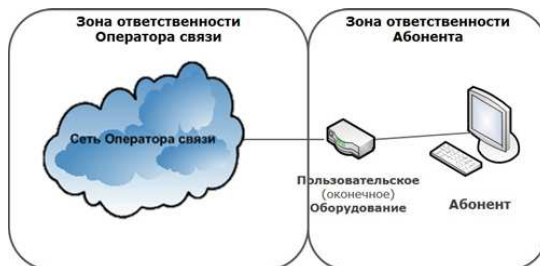 Зона ответственности
Оператора связи
Зона ответственности
Абонента
Сеть Оператора связи
Пользовательское
(оконечное)
Оборудование
Абонент